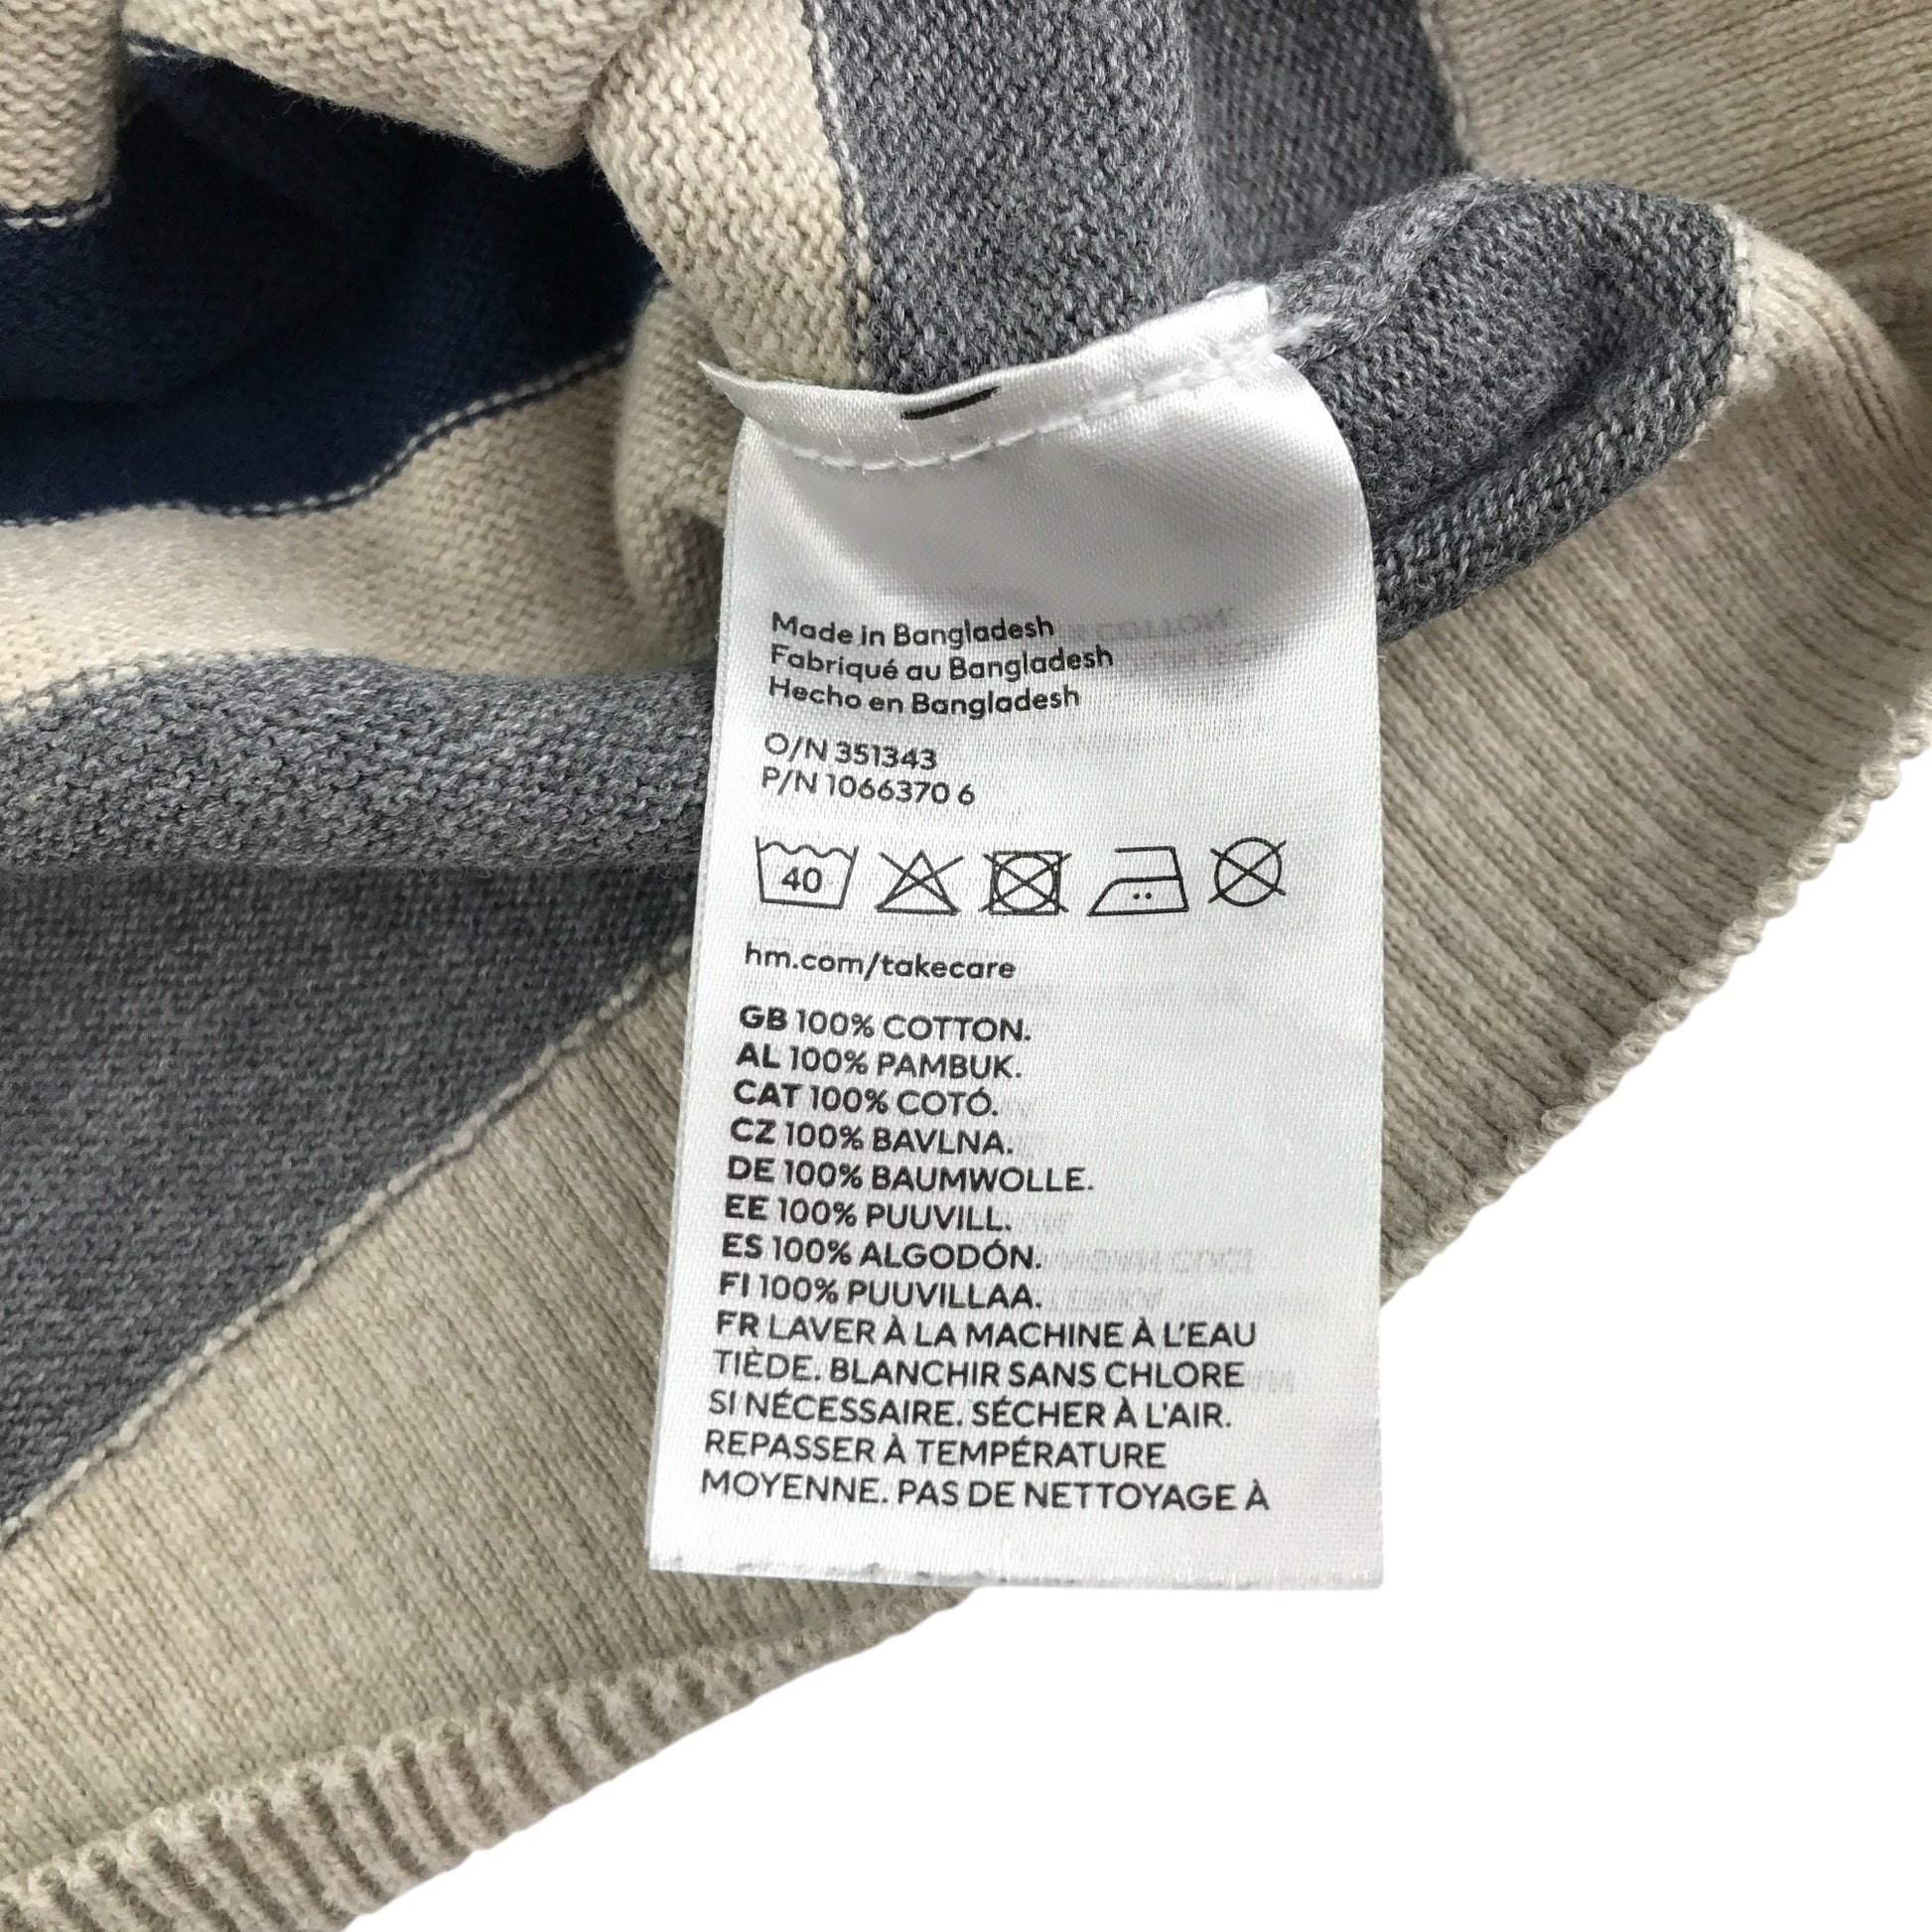 Made in Bangladesh
Fabriqué au Bangladesh
Hecho en Bangladesh
O/N 351343
P/N 1066370 6
40
hm.com/takecare
GB 100% COTTON.
AL 100% PAMBUK.
CAT 100% COTÓ.
CZ 100% BAVLNA.
DE 100% BAUMWOLLE.
EE 100% PUUVILL.
ES 100% ALGODÓN.
FI 100% PUUVILLAA.
FR LAVER À LA MACHINE À L'EAU
TIÈDE. BLANCHIR SANS CHLORE
SI NÉCESSAIRE. SÉCHER À L'AIR.
REPASSER À TEMPÉRATURE
MOYENNE. PAS DE NETTOYAGE À